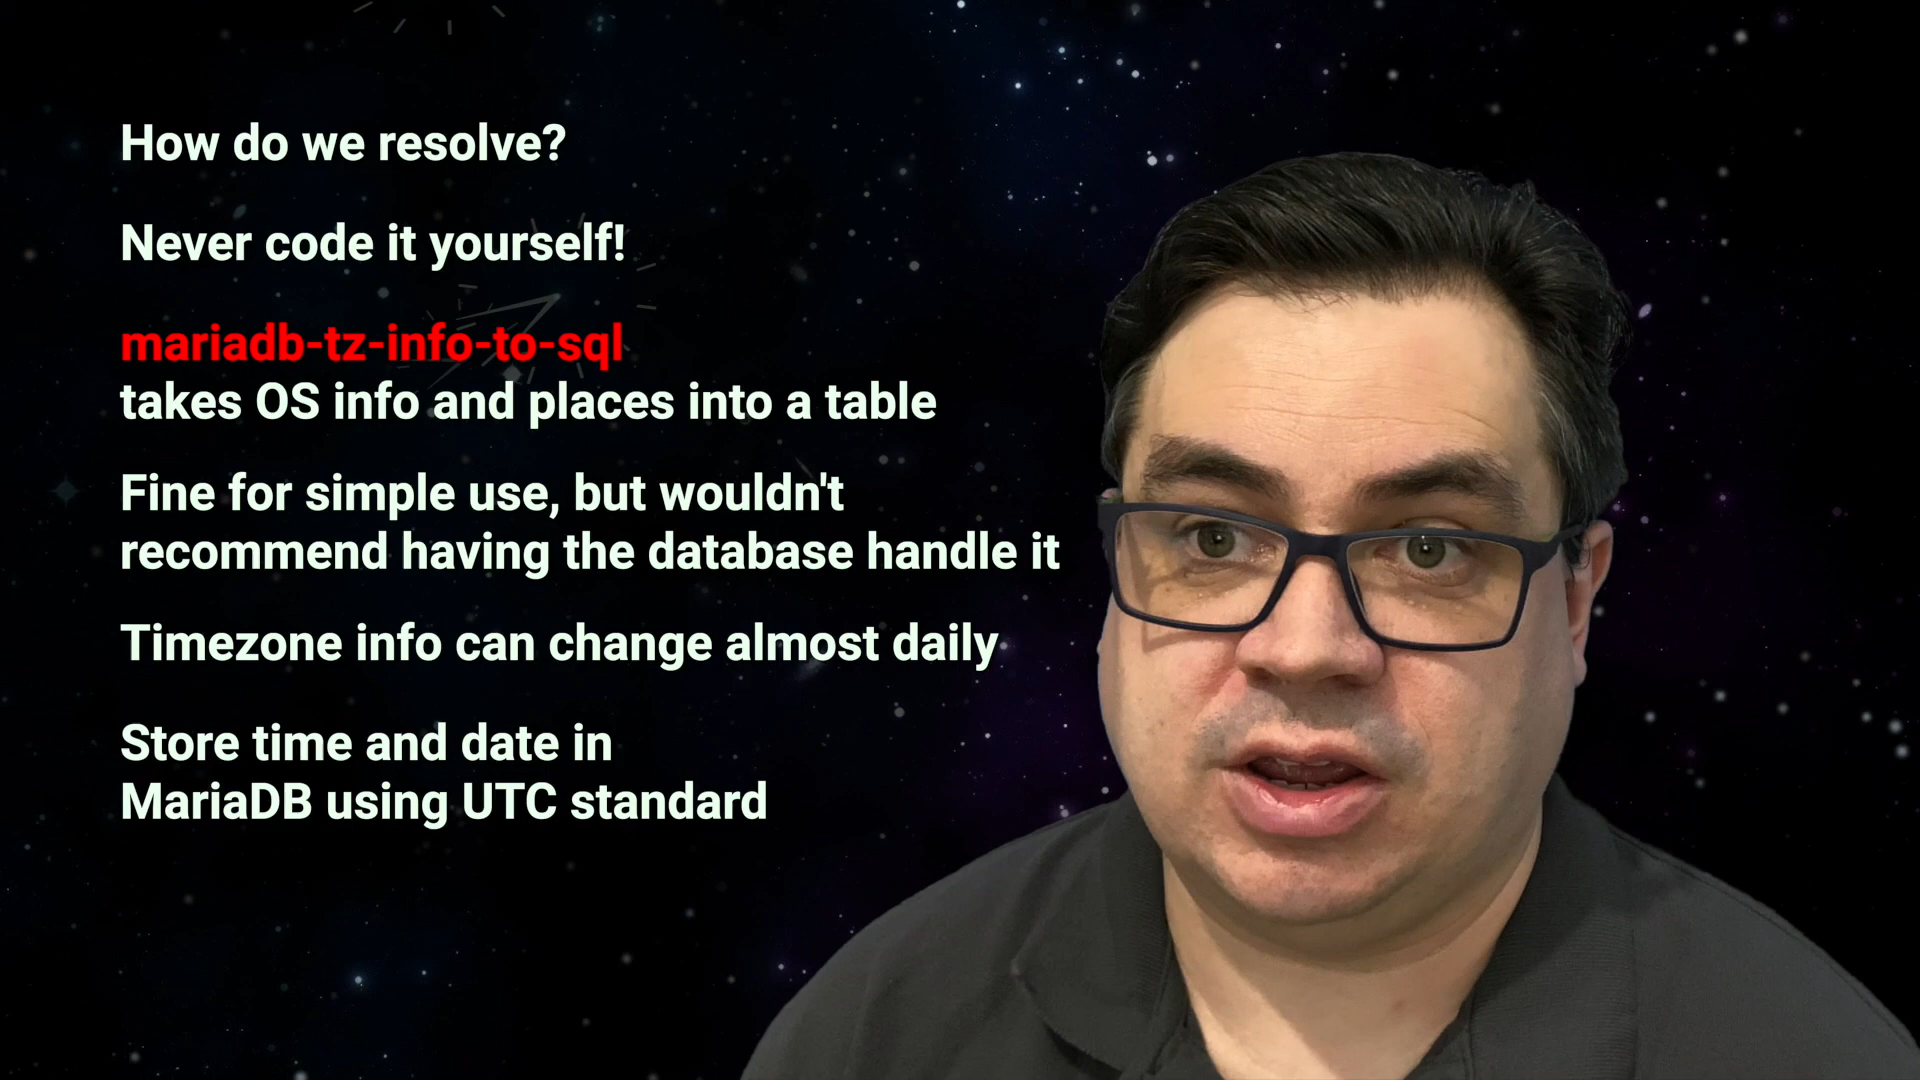 How do we resolve?
Never code it yourself!
mariadb-tz-info-to-sql
takes OS info and places into a table
Fine for simple use, but wouldn't
recommend having the database handle it
Timezone info can change almost daily
Store time and date in
MariaDB using UTC standard